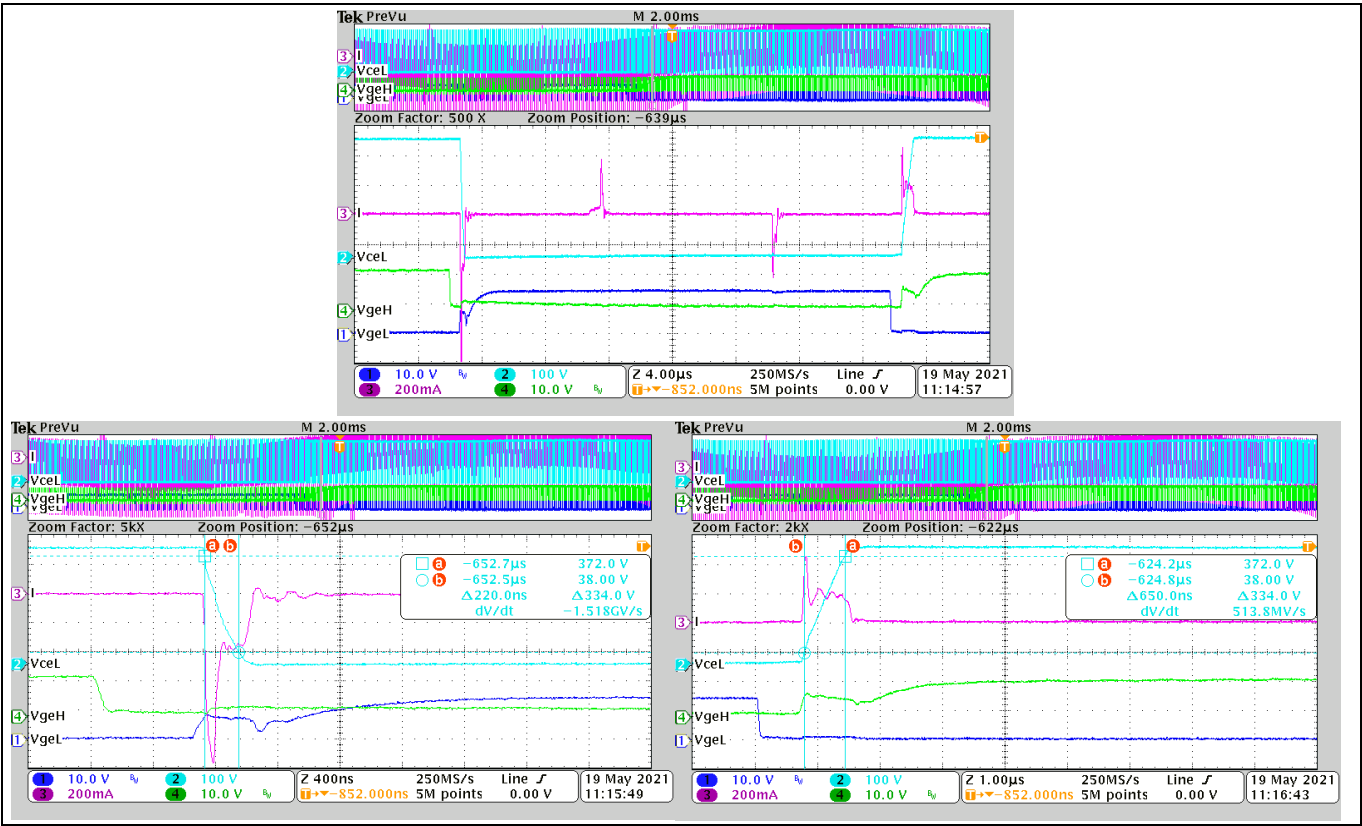 Tek PreVu M 2.00ms
3 I
2 VceL
4 VgeH
1 VgeL
Zoom Factor: 500 X Zoom Position: -639µs
T
3 I
2 VceL
4 VgeH
1 VgeL
1 10.0 V BW 2 100 V
3 200mA 4 10.0 V BW
Z 4.00µs 250MS/s Line
T→▼-852.000ns 5M points 0.00 V
19 May 2021
11:14:57
Tek PreVu M 2.00ms
3 I
2 VceL
4 VgeH
1 VgeL
Zoom Factor: 5kX Zoom Position: -652µs
a b
T
a -652.7µs 372.0 V
b -652.5µs 38.00 V
Δ220.0ns Δ334.0 V
dV/dt -1.518GV/s
3 I
2 VceL
4 VgeH
1 VgeL
1 10.0 V BW 2 100 V
3 200mA 4 10.0 V BW
Z 400ns 250MS/s Line
T→▼-852.000ns 5M points 0.00 V
19 May 2021
11:15:49
Tek PreVu M 2.00ms
3 I
2 VceL
4 VgeH
1 VgeL
Zoom Factor: 2kX Zoom Position: -622µs
b a
T
a -624.2µs 372.0 V
b -624.8µs 38.00 V
Δ650.0ns Δ334.0 V
dV/dt 513.8MV/s
3 I
2 VceL
4 VgeH
1 VgeL
1 10.0 V BW 2 100 V
3 200mA 4 10.0 V BW
Z 1.00µs 250MS/s Line
T→▼-852.000ns 5M points 0.00 V
19 May 2021
11:16:43